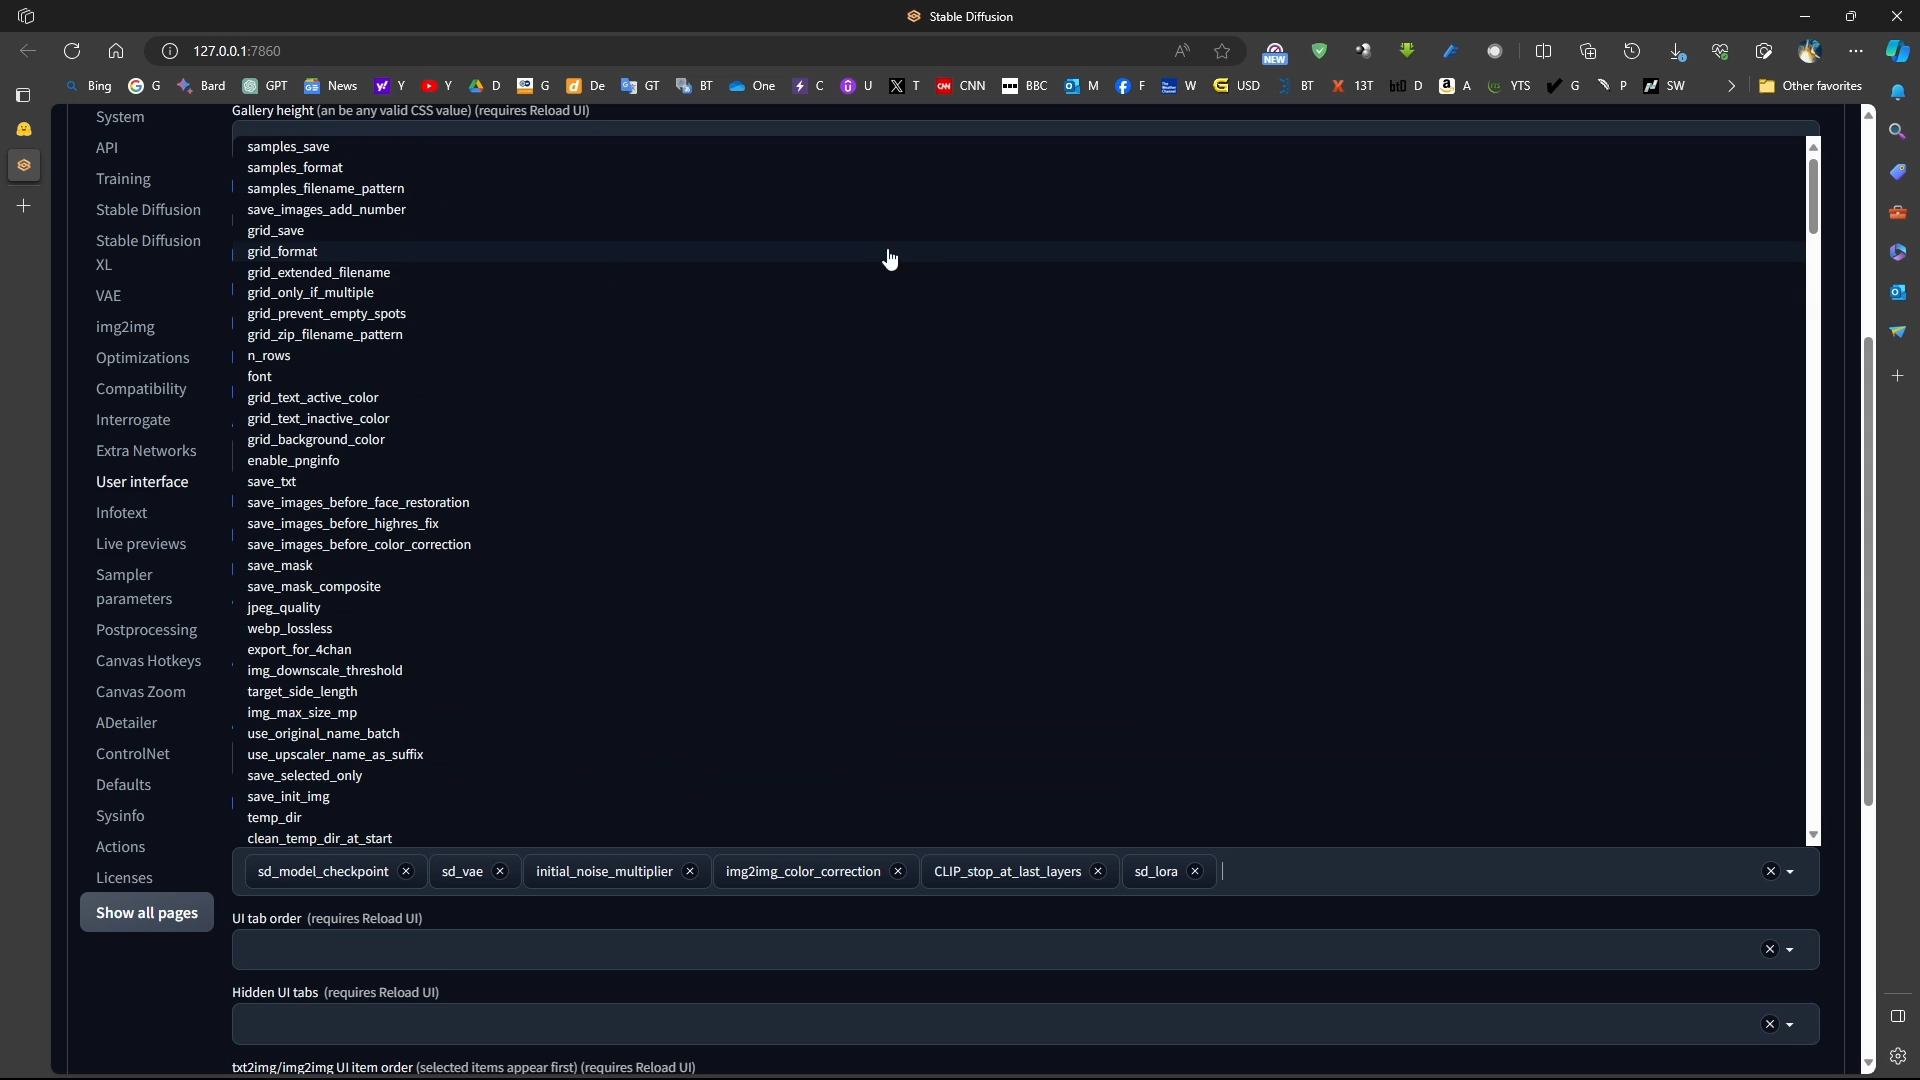 Stable Diffusion
127.0.0.1:7860
NEW
Bing G Bard GPT News Y Y D G De GT BT One C U T CNN BBC M F W USD BT 13T D A YTS G P SW Other favorites
Gallery height (an be any valid CSS value) (requires Reload UI)
System
API
Training
Stable Diffusion
Stable Diffusion
XL
VAE
img2img
Optimizations
Compatibility
Interrogate
Extra Networks
User interface
Infotext
Live previews
Sampler
parameters
Postprocessing
Canvas Hotkeys
Canvas Zoom
ADetailer
ControlNet
Defaults
Sysinfo
Actions
Licenses
Show all pages
samples_save
samples_format
samples_filename_pattern
save_images_add_number
grid_save
grid_format
grid_extended_filename
grid_only_if_multiple
grid_prevent_empty_spots
grid_zip_filename_pattern
n_rows
font
grid_text_active_color
grid_text_inactive_color
grid_background_color
enable_pnginfo
save_txt
save_images_before_face_restoration
save_images_before_highres_fix
save_images_before_color_correction
save_mask
save_mask_composite
jpeg_quality
webp_lossless
export_for_4chan
img_downscale_threshold
target_side_length
img_max_size_mp
use_original_name_batch
use_upscaler_name_as_suffix
save_selected_only
save_init_img
temp_dir
clean_temp_dir_at_start
sd_model_checkpoint sd_vae initial_noise_multiplier img2img_color_correction CLIP_stop_at_last_layers sd_lora
UI tab order (requires Reload UI)
Hidden UI tabs (requires Reload UI)
txt2img/img2img UI item order (selected items appear first) (requires Reload UI)